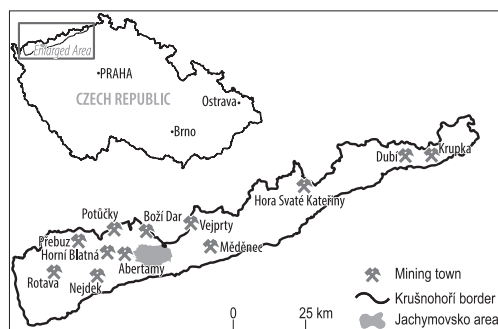 Enlarged Area
PRAHA
CZECH REPUBLIC
Ostrava
Brno
Dubí
Krupka
Hora Svaté Kateřiny
Potůčky
Boží Dar
Vejprty
Přebuz
Horní Blatná
Měděnec
Abertamy
Rotava
Nejdek
Mining town
Krušnohoří border
Jachymovsko area
0 25 km